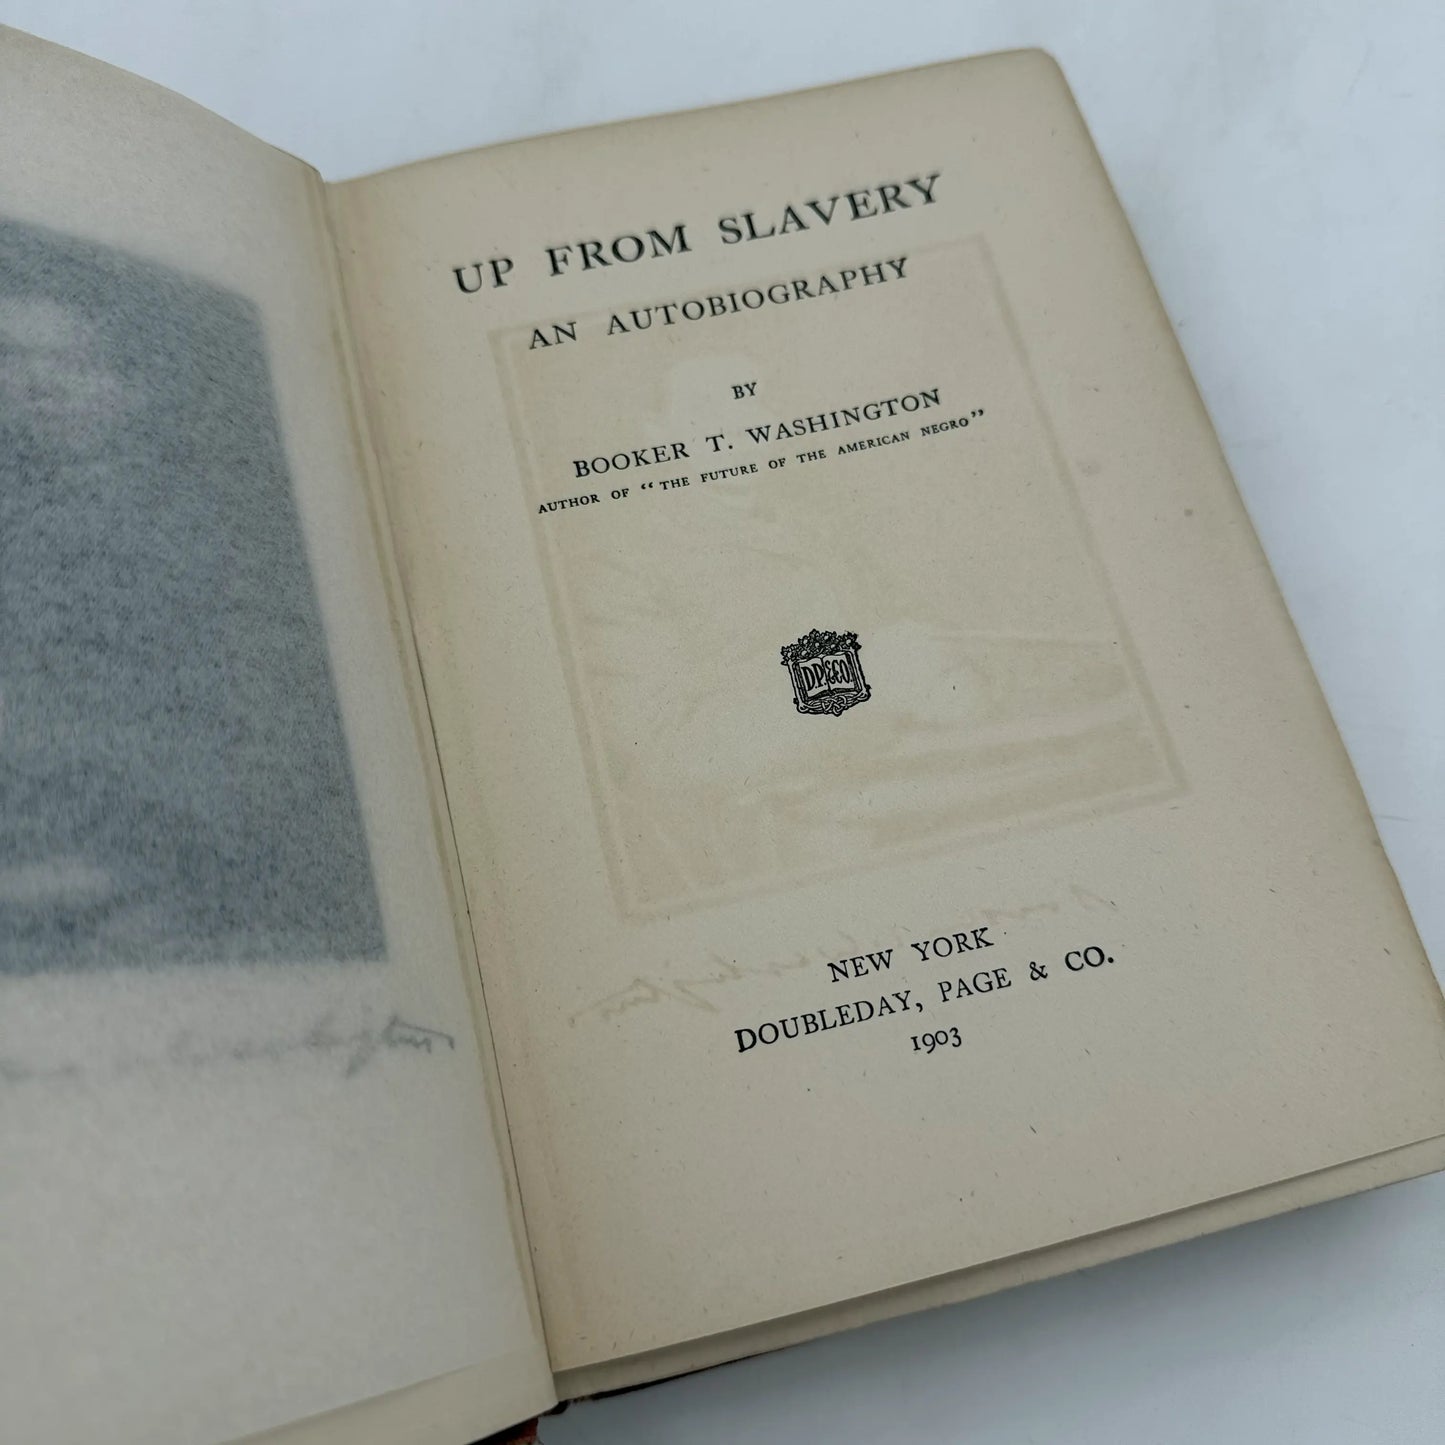 UP FROM SLAVERY
AN AUTOBIOGRAPHY
BY
BOOKER T. WASHINGTON
AUTHOR OF “THE FUTURE OF THE AMERICAN NEGRO”
D.P.&CO.
NEW YORK
DOUBLEDAY, PAGE & CO.
1903